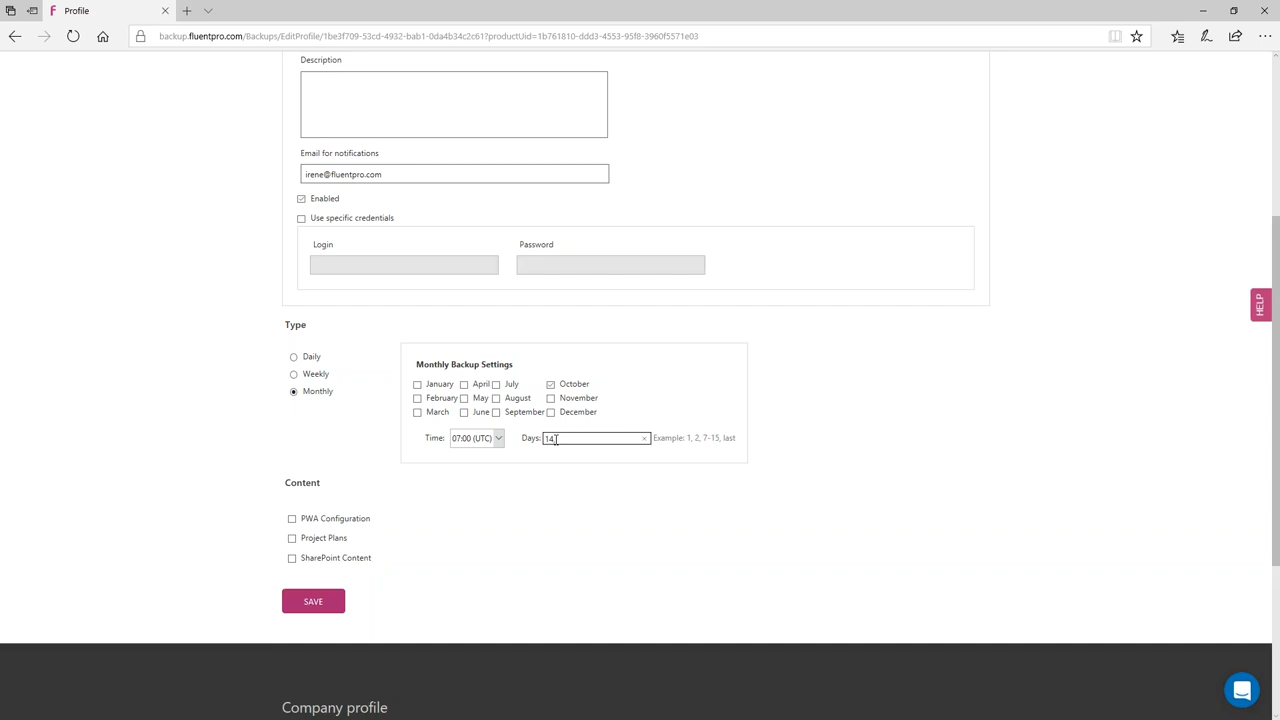 F Profile
backup.fluentpro.com/Backups/EditProfile/1be3f709-53cd-4932-bab1-0da4b34c2c61?productUid=1b761810-ddd3-4553-95f8-3960f5571e03
Description
Email for notifications
irene@fluentpro.com
Enabled
Use specific credentials
Login Password
HELP
Type
Daily
Weekly
Monthly
Monthly Backup Settings
January April July October
February May August November
March June September December
Time: 07:00 (UTC) Days: 14 Example: 1, 2, 7-15, last
Content
PWA Configuration
Project Plans
SharePoint Content
SAVE
Company profile